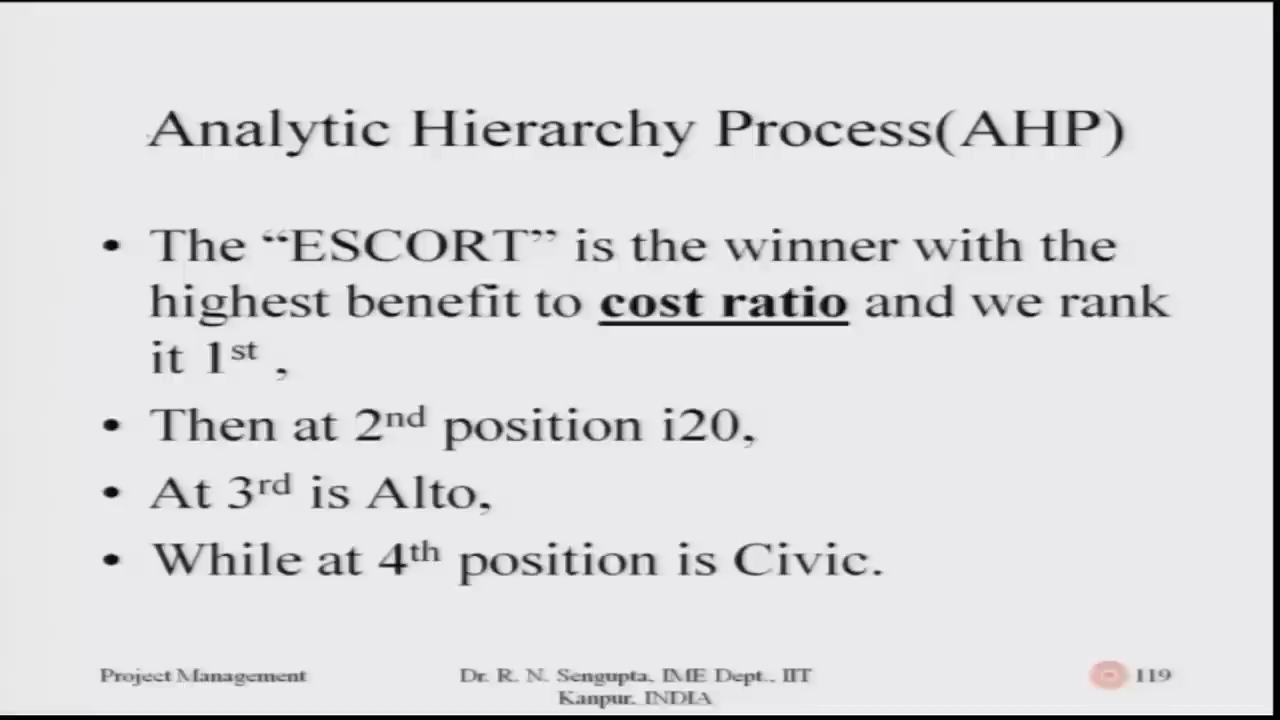 Analytic Hierarchy Process(AHP)
• The “ESCORT” is the winner with the
highest benefit to cost ratio and we rank
it 1st ,
• Then at 2nd position i20,
• At 3rd is Alto,
• While at 4th position is Civic.
Project Management
Dr. R. N. Sengupta, IME Dept., IIT
Kanpur, INDIA
119